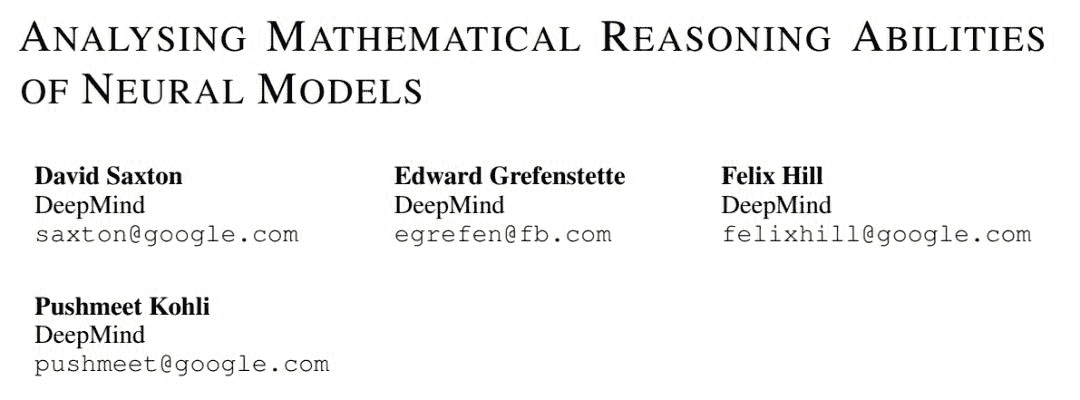 ANALYSING MATHEMATICAL REASONING ABILITIES
OF NEURAL MODELS
David Saxton
DeepMind
saxton@google.com
Edward Grefenstette
DeepMind
egrefen@fb.com
Felix Hill
DeepMind
felixhill@google.com
Pushmeet Kohli
DeepMind
pushmeet@google.com